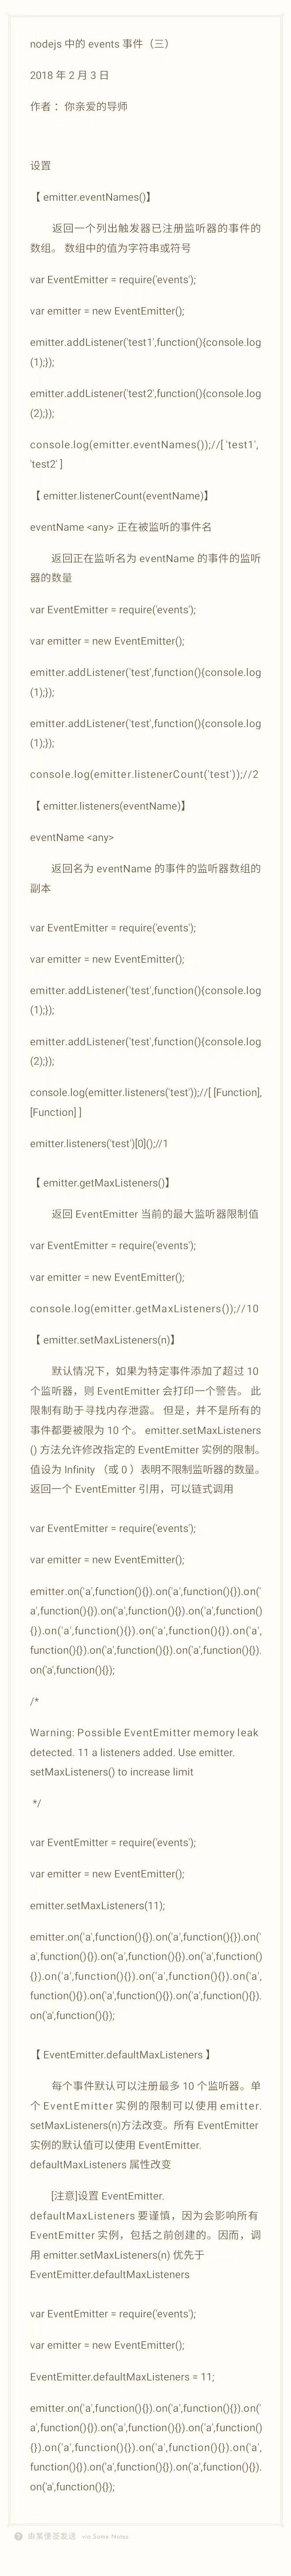 nodejs 中的 events 事件（三）
2018 年 2 月 3 日
作者 ： 你亲爱的导师
设置
【 emitter.eventNames()】
返回一个列出触发器已注册监听器的事件的
数组。 数组中的值为字符串或符号
var EventEmitter = require('events');
var emitter = new EventEmitter();
emitter.addListener('test1',function(){console.log
(1);});
emitter.addListener('test2',function(){console.log
(2);});
console.log(emitter.eventNames());//[ 'test1',
'test2' ]
【 emitter.listenerCount(eventName)】
eventName <any> 正在被监听的事件名
返回正在监听名为 eventName 的事件的监听
器的数量
var EventEmitter = require('events');
var emitter = new EventEmitter();
emitter.addListener('test',function(){console.log
(1);});
emitter.addListener('test',function(){console.log
(1);});
console.log(emitter.listenerCount('test'));//2
【 emitter.listeners(eventName)】
eventName <any>
返回名为 eventName 的事件的监听器数组的
副本
var EventEmitter = require('events');
var emitter = new EventEmitter();
emitter.addListener('test',function(){console.log
(1);});
emitter.addListener('test',function(){console.log
(2);});
console.log(emitter.listeners('test'));//[ [Function],
[Function] ]
emitter.listeners('test')[0]();//1
【 emitter.getMaxListeners()】
返回 EventEmitter 当前的最大监听器限制值
var EventEmitter = require('events');
var emitter = new EventEmitter();
console.log(emitter.getMaxListeners());//10
【 emitter.setMaxListeners(n)】
默认情况下，如果为特定事件添加了超过 10
个监听器，则 EventEmitter 会打印一个警告。 此
限制有助于寻找内存泄露。 但是，并不是所有的
事件都要被限为 10 个。 emitter.setMaxListeners
() 方法允许修改指定的 EventEmitter 实例的限制。
值设为 Infinity （或 0 ）表明不限制监听器的数量。
返回一个 EventEmitter 引用，可以链式调用
var EventEmitter = require('events');
var emitter = new EventEmitter();
emitter.on('a',function(){}).on('a',function(){}).on('
a',function(){}).on('a',function(){}).on('a',function()
{}).on('a',function(){}).on('a',function(){}).on('a',
function(){}).on('a',function(){}).on('a',function(){}).
on('a',function(){});
/*
Warning: Possible EventEmitter memory leak
detected. 11 a listeners added. Use emitter.
setMaxListeners() to increase limit
*/
var EventEmitter = require('events');
var emitter = new EventEmitter();
emitter.setMaxListeners(11);
emitter.on('a',function(){}).on('a',function(){}).on('
a',function(){}).on('a',function(){}).on('a',function()
{}).on('a',function(){}).on('a',function(){}).on('a',
function(){}).on('a',function(){}).on('a',function(){}).
on('a',function(){});
【 EventEmitter.defaultMaxListeners 】
每个事件默认可以注册最多 10 个监听器。单
个 EventEmitter 实例的限制可以使用 emitter.
setMaxListeners(n)方法改变。所有 EventEmitter
实例的默认值可以使用 EventEmitter.
defaultMaxListeners 属性改变
[注意]设置 EventEmitter.
defaultMaxListeners 要谨慎，因为会影响所有
EventEmitter 实例，包括之前创建的。因而，调
用 emitter.setMaxListeners(n) 优先于
EventEmitter.defaultMaxListeners
var EventEmitter = require('events');
var emitter = new EventEmitter();
EventEmitter.defaultMaxListeners = 11;
emitter.on('a',function(){}).on('a',function(){}).on('
a',function(){}).on('a',function(){}).on('a',function()
{}).on('a',function(){}).on('a',function(){}).on('a',
function(){}).on('a',function(){}).on('a',function(){}).
on('a',function(){});
由某便签发送 via Some Notes